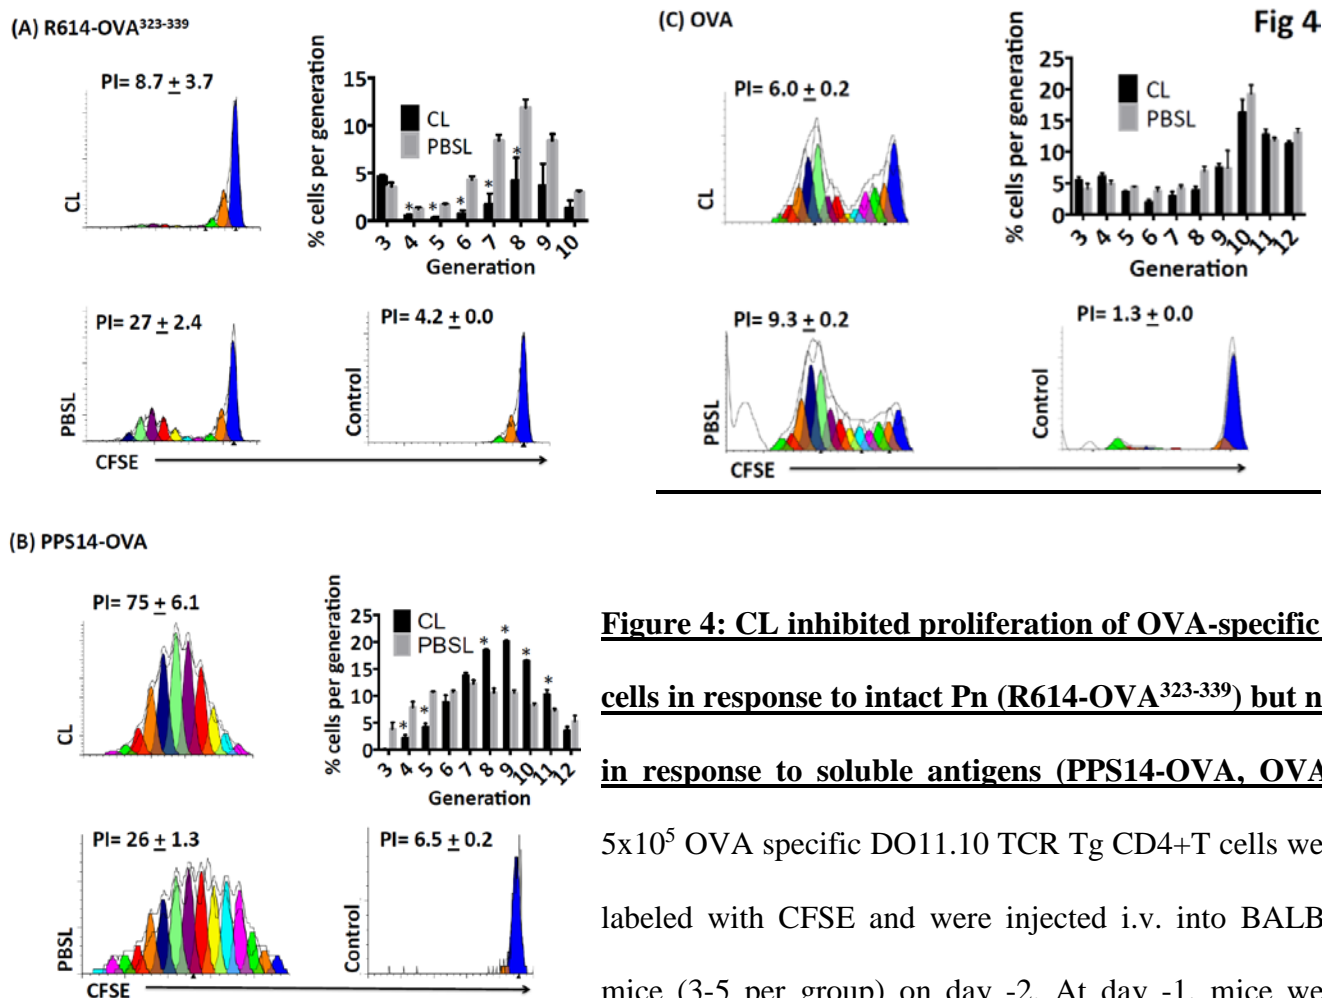 (A) R614-OVA³²³⁻³³⁹
PI= 8.7 ± 3.7
CL
% cells per generation
15
10
5
0
CL
PBSL
* * * * *
3 4 5 6 7 8 9 10
Generation
PI= 27 ± 2.4
PBSL
CFSE
PI= 4.2 ± 0.0
Control
(C) OVA
Fig 4
PI= 6.0 ± 0.2
CL
% cells per generation
25
20
15
10
5
0
CL
PBSL
3 4 5 6 7 8 9 10 11 12
Generation
PI= 9.3 ± 0.2
PBSL
CFSE
PI= 1.3 ± 0.0
Control
(B) PPS14-OVA
PI= 75 ± 6.1
CL
% cells per generation
25
20
15
10
5
0
CL
PBSL
* * * * * *
3 4 5 6 7 8 9 10 11 12
Generation
PI= 26 ± 1.3
PBSL
CFSE
PI= 6.5 ± 0.2
Control
Figure 4: CL inhibited proliferation of OVA-specific
cells in response to intact Pn (R614-OVA³²³⁻³³⁹) but n
in response to soluble antigens (PPS14-OVA, OVA
5x10⁵ OVA specific DO11.10 TCR Tg CD4+T cells we
labeled with CFSE and were injected i.v. into BALB
mice (3-5 per group) on day -2. At day -1, mice we